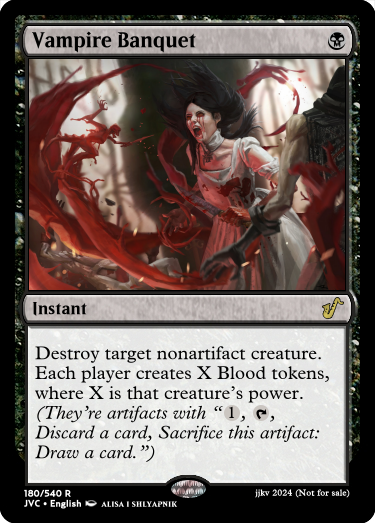 Vampire Banquet
Instant
Destroy target nonartifact creature.
Each player creates X Blood tokens,
where X is that creature's power.
(They're artifacts with “1, ,
Discard a card, Sacrifice this artifact:
Draw a card.”)
180/540 R
JVC • English ALISA I SHLYAPNIK
jjkv 2024 (Not for sale)